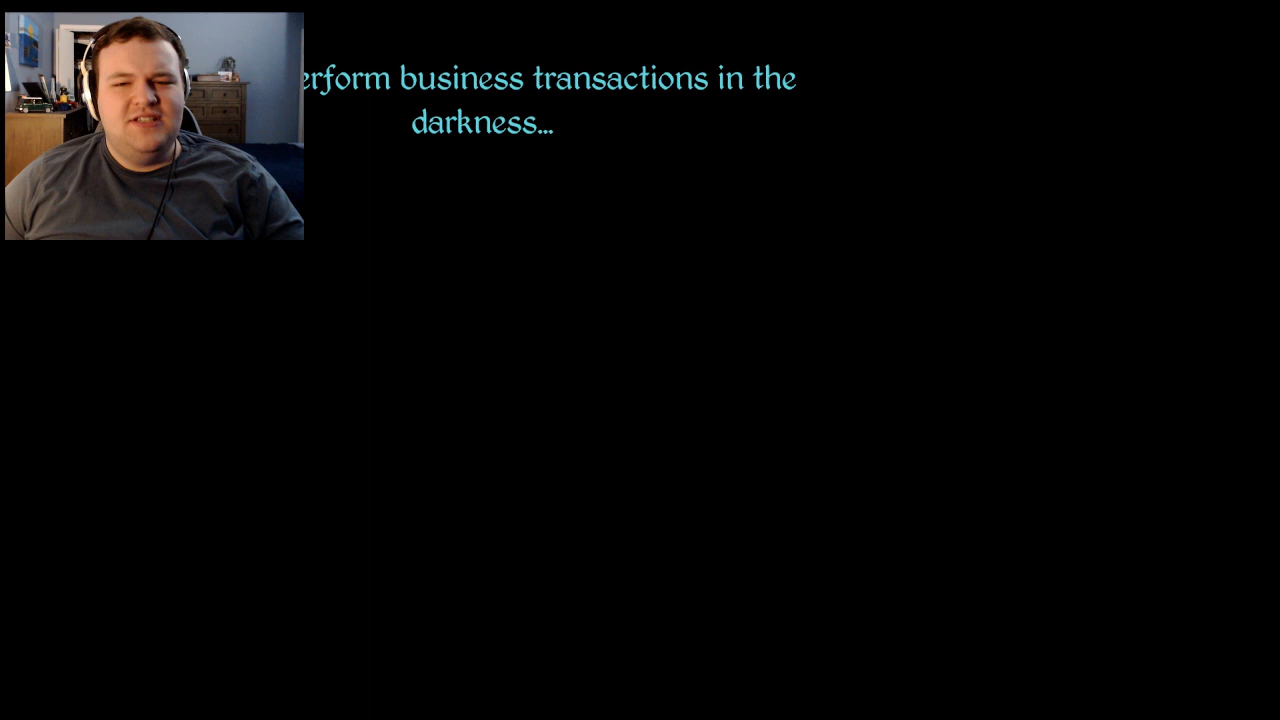 erform business transactions in the
darkness...